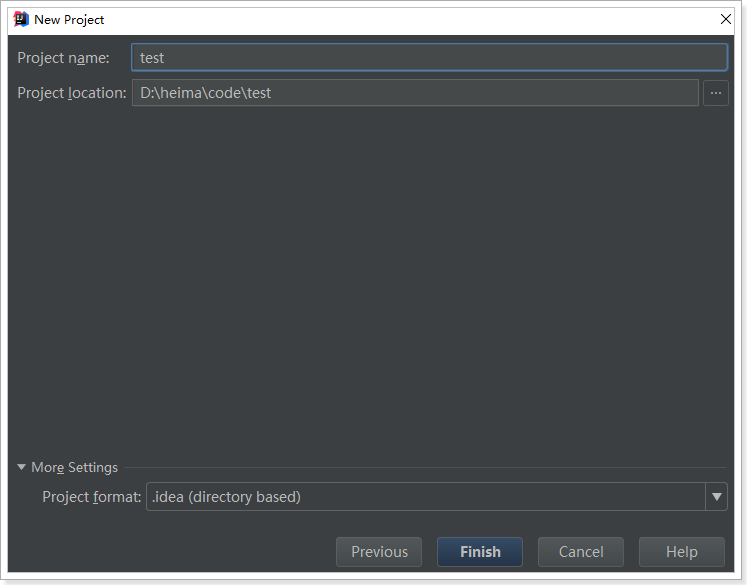 New Project
Project name: test
Project location: D:\heima\code\test ...
More Settings
Project format: .idea (directory based)
Previous Finish Cancel Help